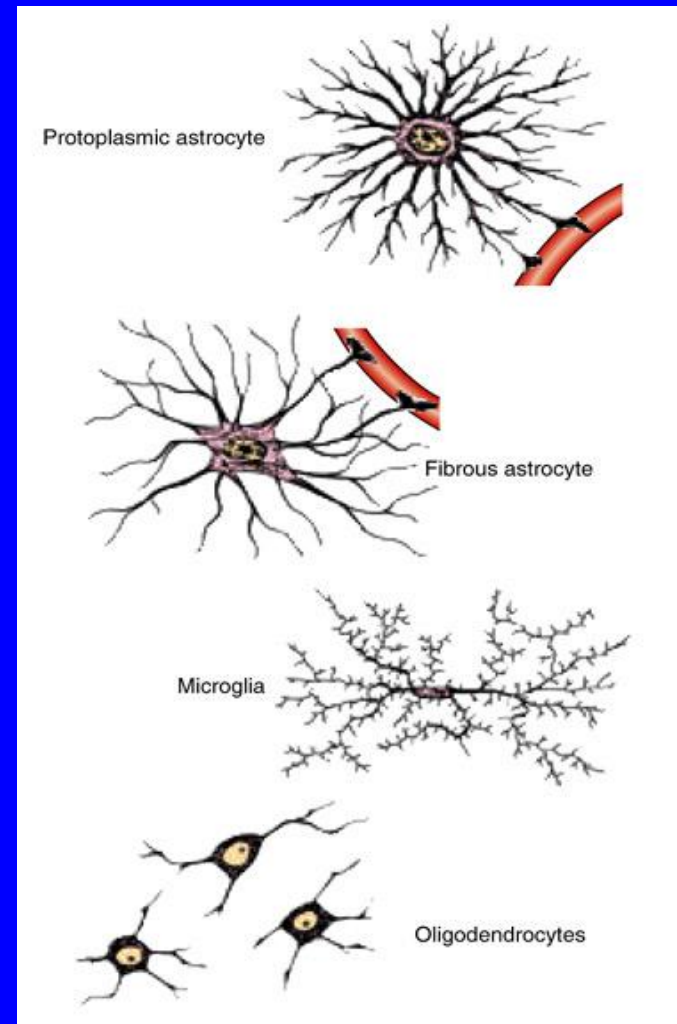 Protoplasmic astrocyte
Fibrous astrocyte
Microglia
Oligodendrocytes